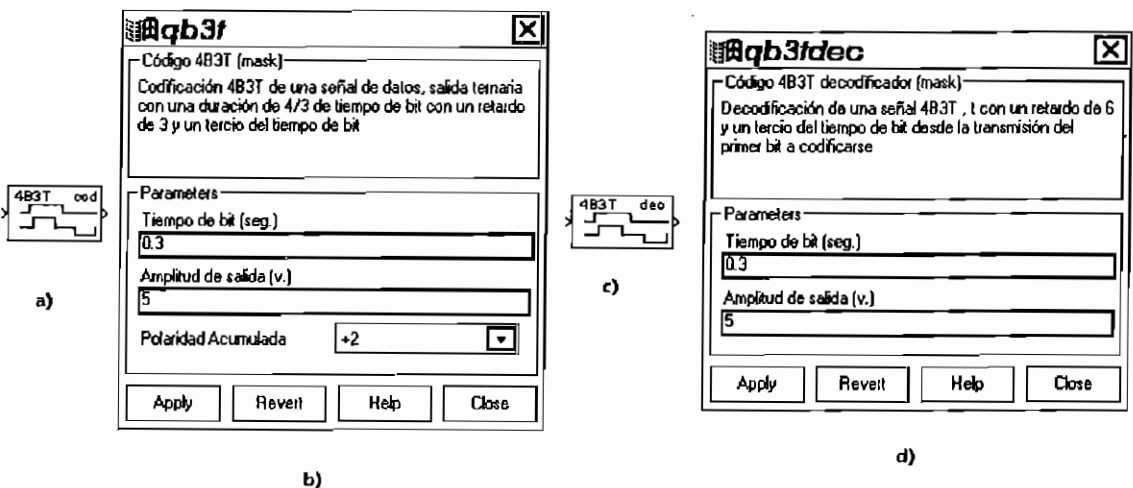 qb3t
Código 4B3T (mask)
Codificación 4B3T de una señal de datos, salida ternaria
con una duración de 4/3 de tiempo de bit con un retardo
de 3 y un tercio del tiempo de bit
4B3T cod
a)
Parameters
Tiempo de bit (seg.)
0.3
Amplitud de salida (v.)
5
Polaridad Acumulada
+2
Apply Revert Help Close
b)
4B3T dec
c)
qb3tdec
Código 4B3T decodificador (mask)
Decodificación de una señal 4B3T , t con un retardo de 6
y un tercio del tiempo de bit desde la transmisión del
primer bit a codificarse
Parameters
Tiempo de bit (seg.)
0.3
Amplitud de salida (v.)
5
Apply Revert Help Close
d)